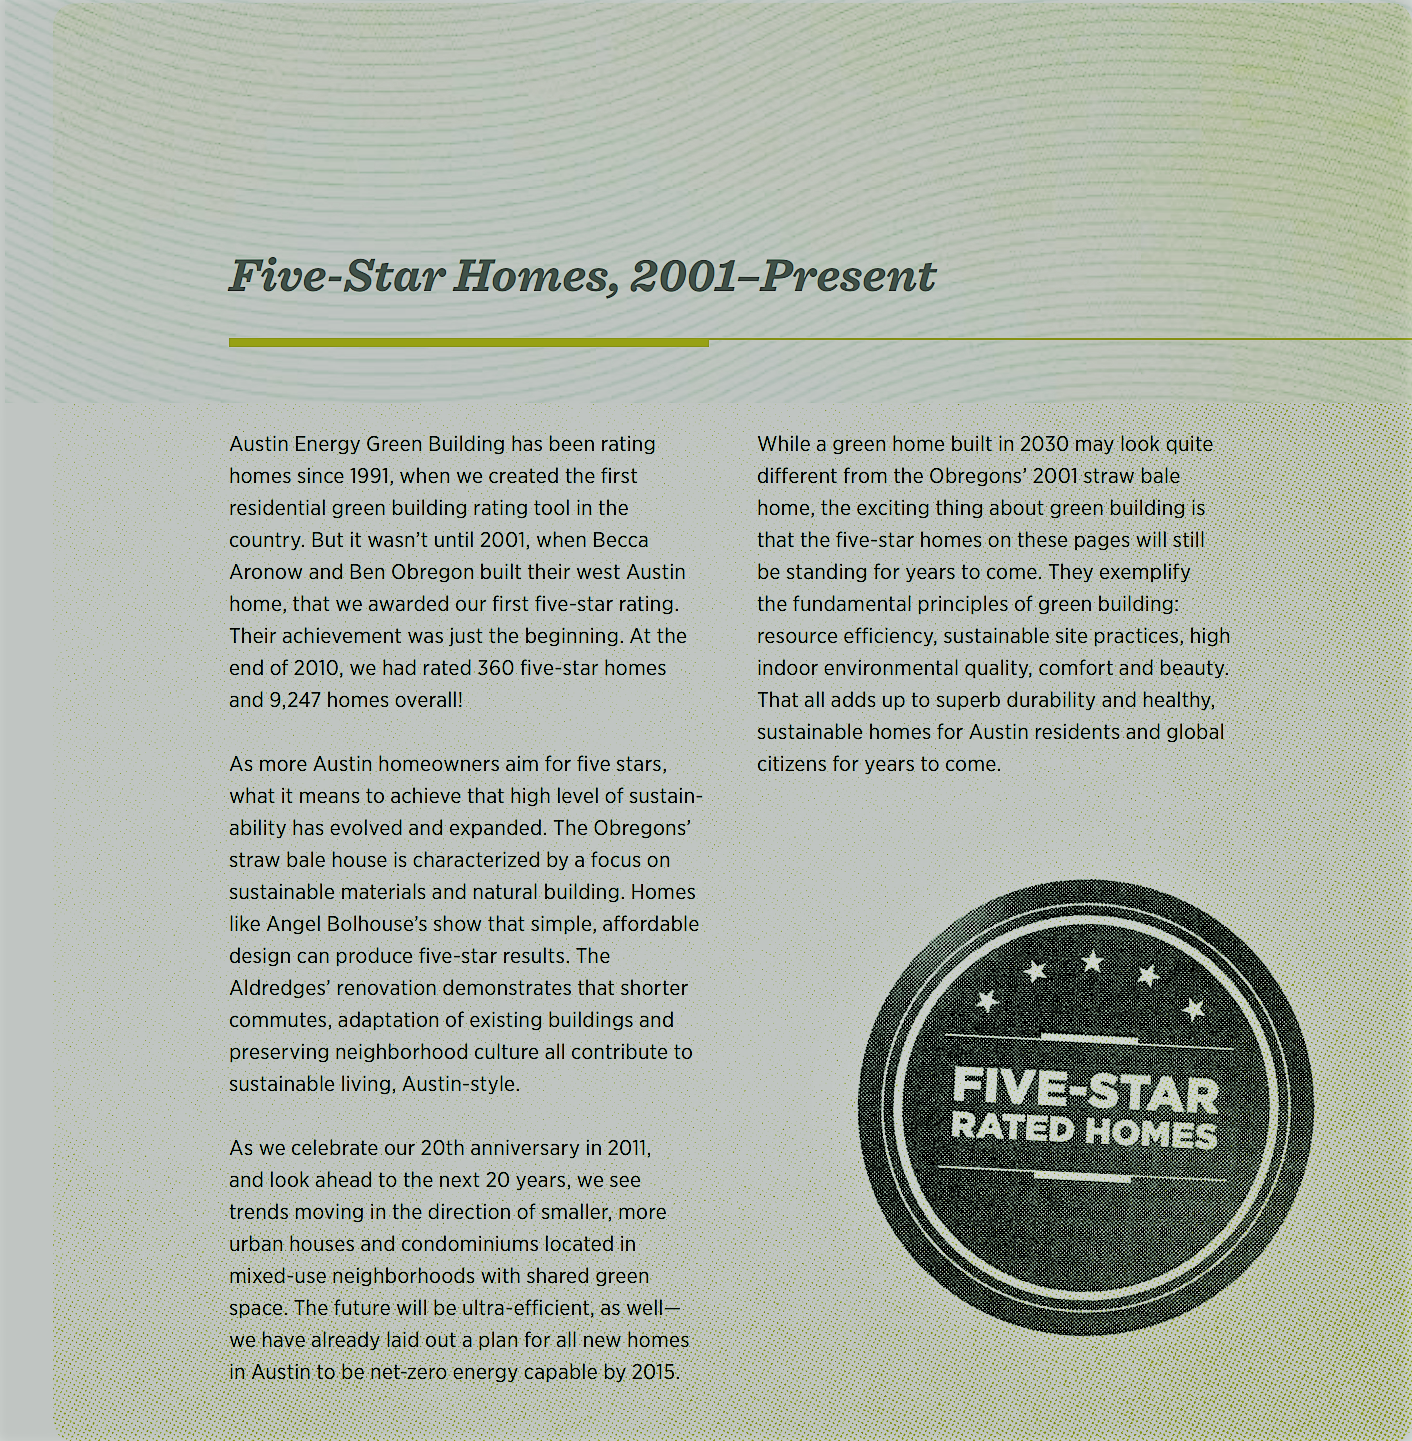 Five-Star Homes, 2001–Present
Austin Energy Green Building has been rating
homes since 1991, when we created the first
residential green building rating tool in the
country. But it wasn’t until 2001, when Becca
Aronow and Ben Obregon built their west Austin
home, that we awarded our first five-star rating.
Their achievement was just the beginning. At the
end of 2010, we had rated 360 five-star homes
and 9,247 homes overall!
As more Austin homeowners aim for five stars,
what it means to achieve that high level of sustain-
ability has evolved and expanded. The Obregons’
straw bale house is characterized by a focus on
sustainable materials and natural building. Homes
like Angel Bolhouse’s show that simple, affordable
design can produce five-star results. The
Aldredges’ renovation demonstrates that shorter
commutes, adaptation of existing buildings and
preserving neighborhood culture all contribute to
sustainable living, Austin-style.
As we celebrate our 20th anniversary in 2011,
and look ahead to the next 20 years, we see
trends moving in the direction of smaller, more
urban houses and condominiums located in
mixed-use neighborhoods with shared green
space. The future will be ultra-efficient, as well—
we have already laid out a plan for all new homes
in Austin to be net-zero energy capable by 2015.
While a green home built in 2030 may look quite
different from the Obregons’ 2001 straw bale
home, the exciting thing about green building is
that the five-star homes on these pages will still
be standing for years to come. They exemplify
the fundamental principles of green building:
resource efficiency, sustainable site practices, high
indoor environmental quality, comfort and beauty.
That all adds up to superb durability and healthy,
sustainable homes for Austin residents and global
citizens for years to come.
FIVE-STAR
RATED HOMES